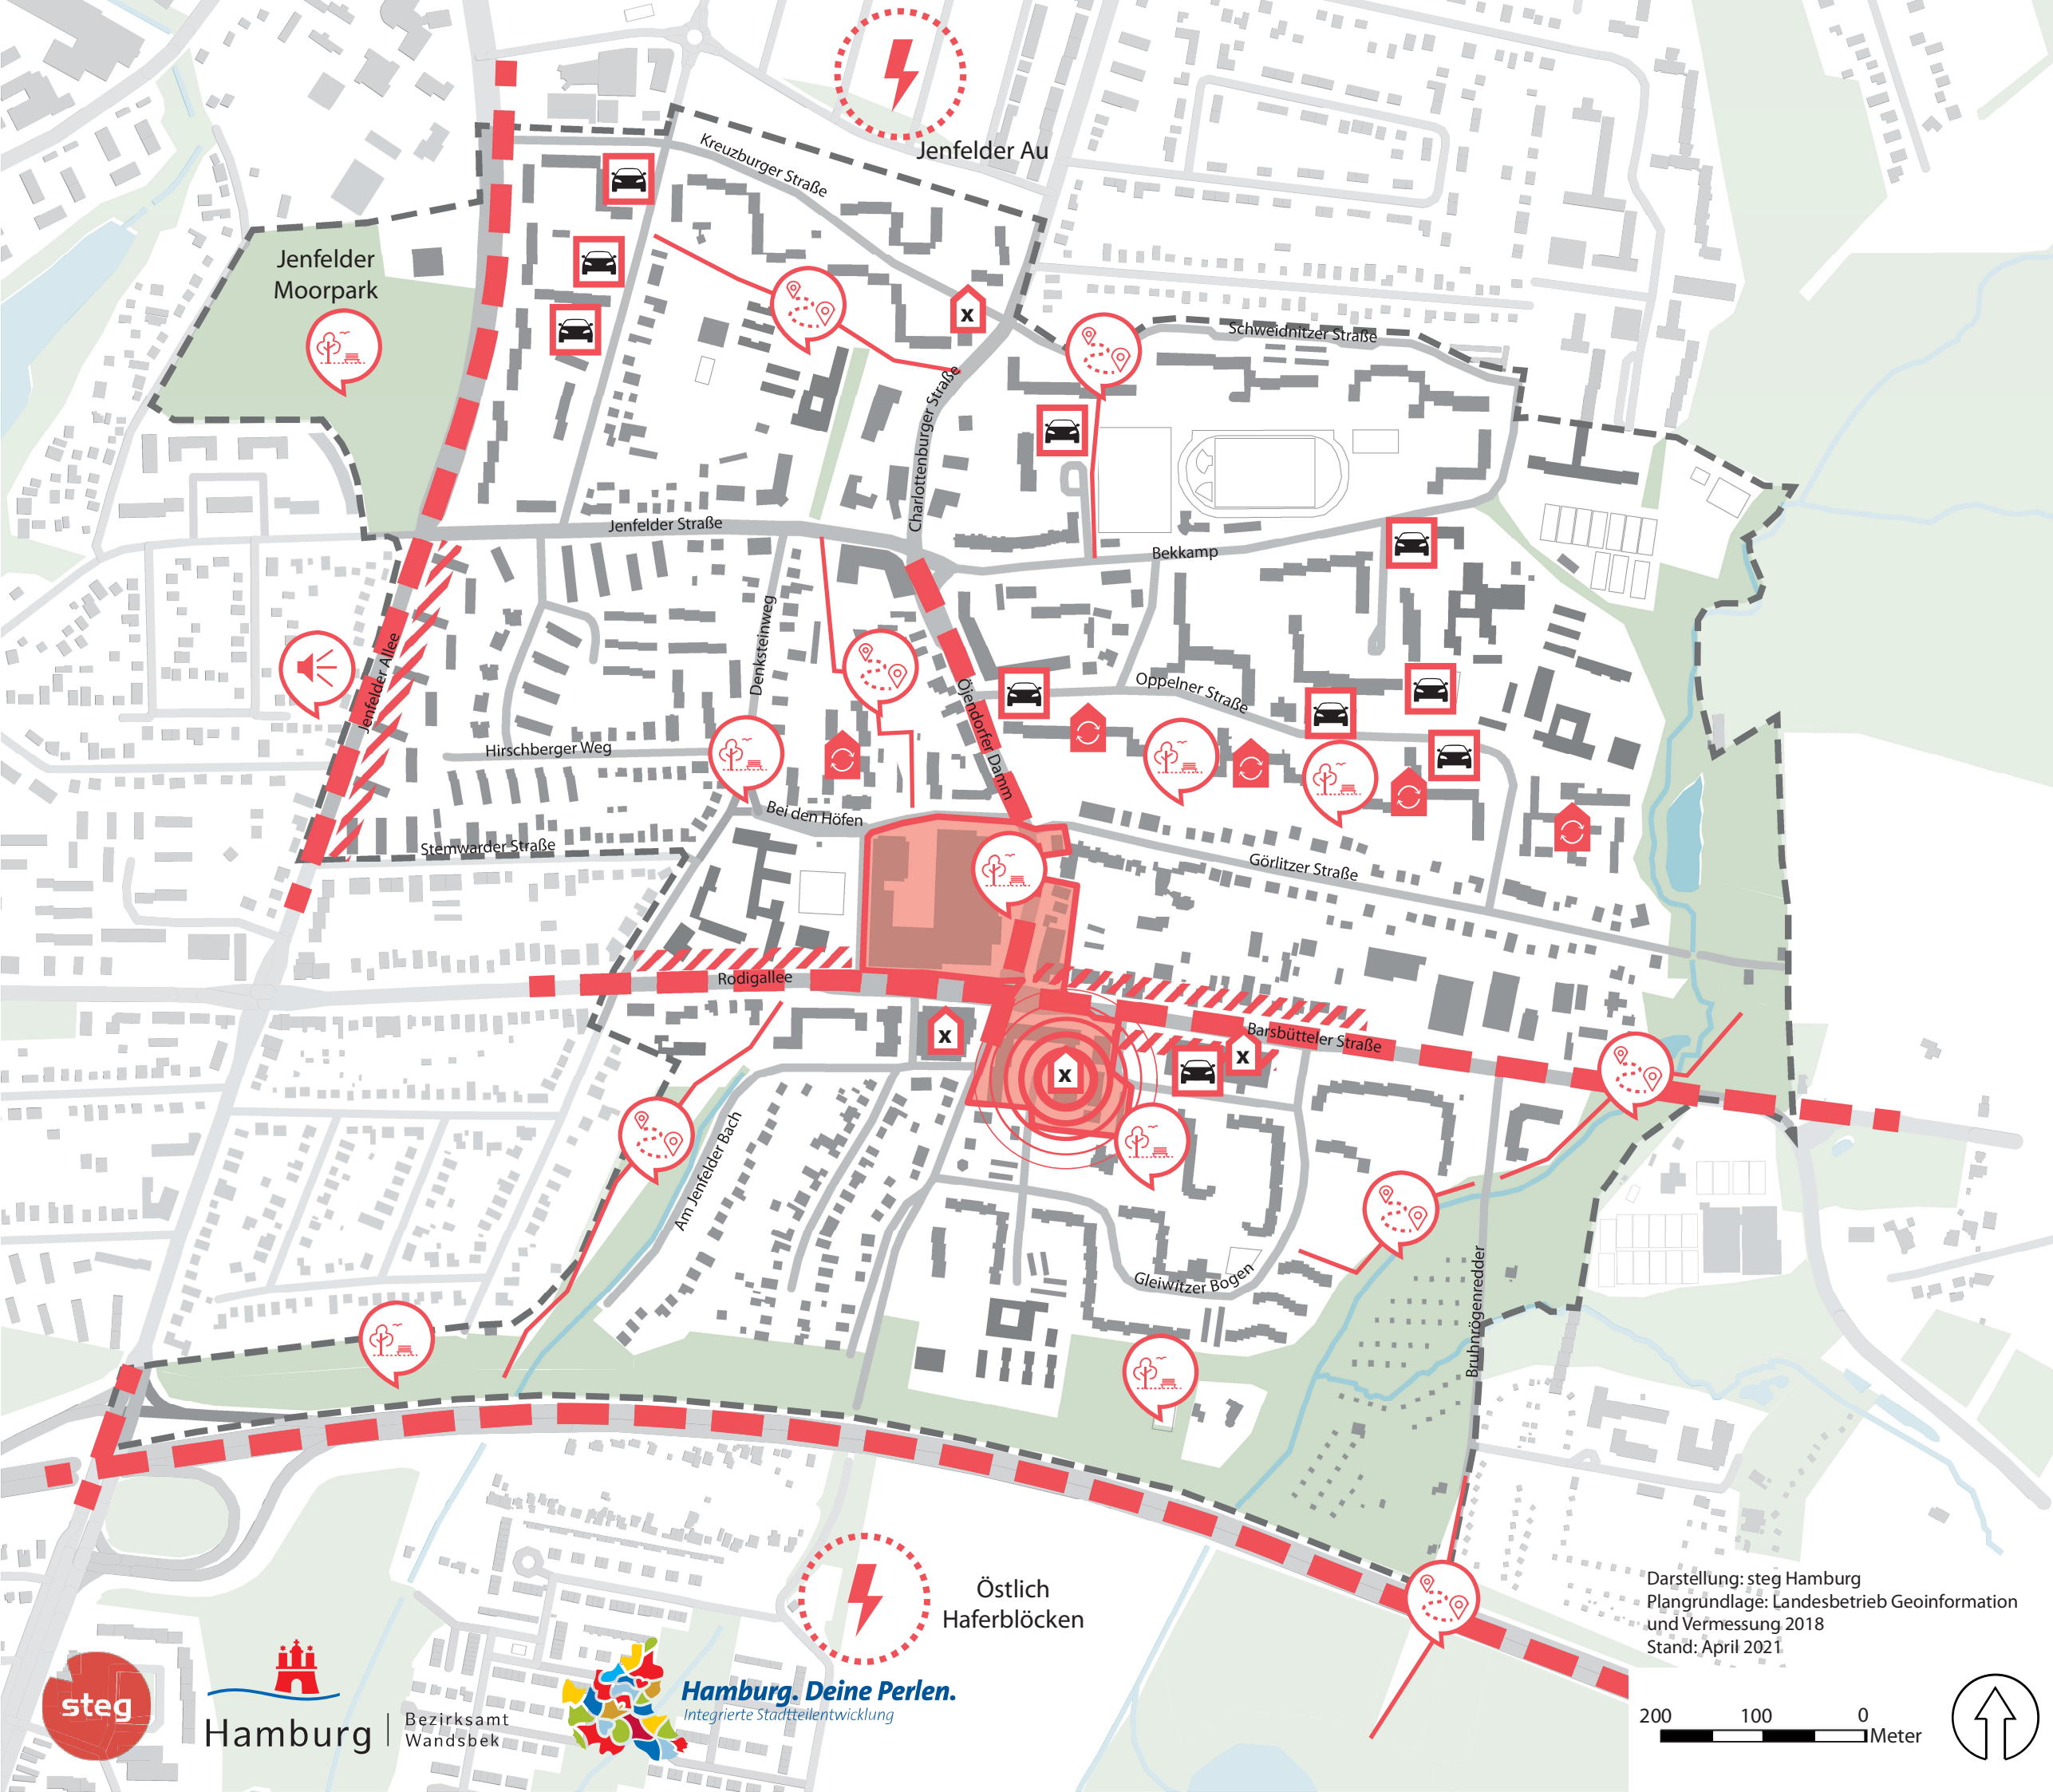 Jenfelder Au
Kreuzburger Straße
Jenfelder
Moorpark
Schweidnitzer Straße
Charlottenburger Straße
x
Jenfelder Straße
Bekkamp
Jenfelder Allee
Denksteinweg
Öjendorfer Damm
Oppelner Straße
Hirschberger Weg
Bei den Höfen
Stemwarder Straße
Görlitzer Straße
Rodigallee
Barsbütteler Straße
x
x
x
Am Jenfelder Bach
Gleiwitzer Bogen
Bruhnrögenredder
Östlich
Haferblöcken
Darstellung: steg Hamburg
Plangrundlage: Landesbetrieb Geoinformation
und Vermessung 2018
Stand: April 2021
steg
Hamburg
Bezirksamt
Wandsbek
Hamburg. Deine Perlen.
Integrierte Stadtteilentwicklung
200 100 0
Meter